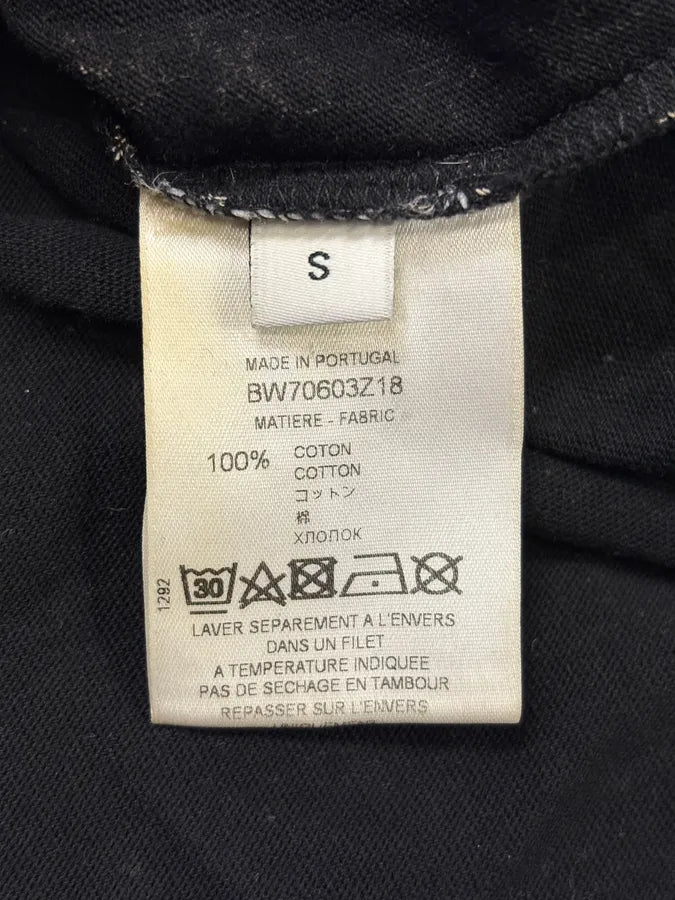 S
MADE IN PORTUGAL
BW70603Z18
MATIERE - FABRIC
100% COTON
COTTON
コットン
棉
ХЛОПОК
30
1292
LAVER SEPAREMENT A L'ENVERS
DANS UN FILET
A TEMPERATURE INDIQUEE
PAS DE SECHAGE EN TAMBOUR
REPASSER SUR L'ENVERS